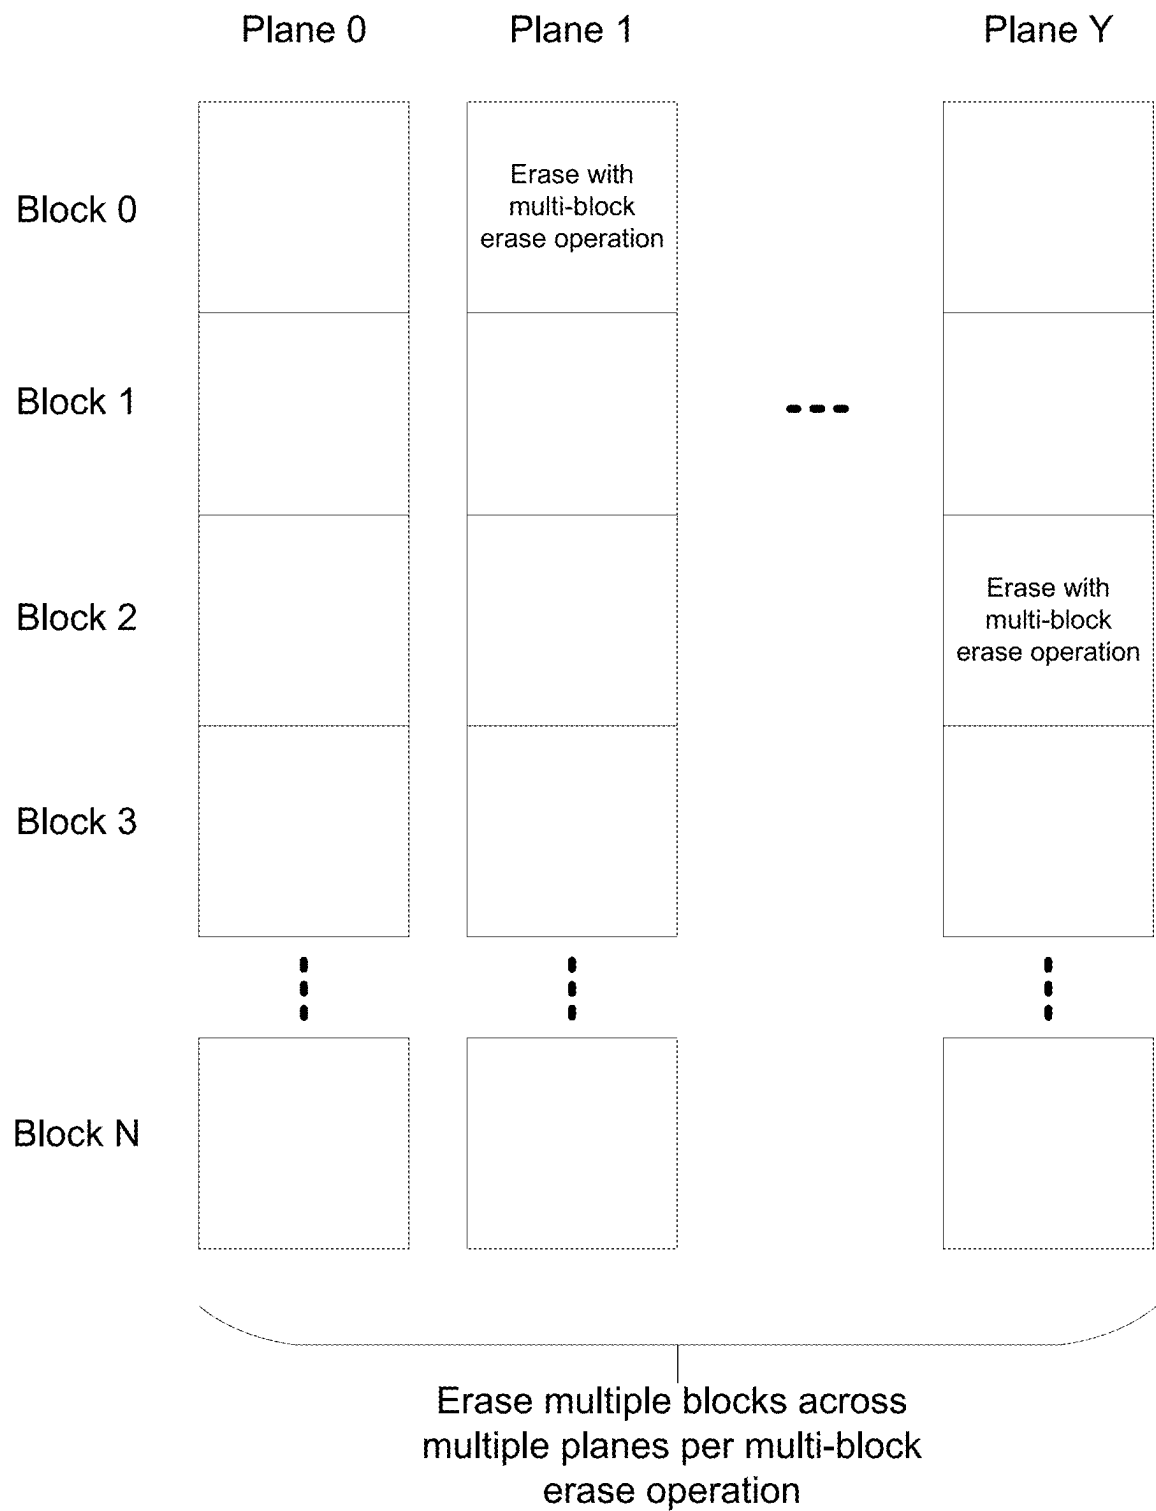 Plane 0 Plane 1 Plane Y
Block 0
Erase with
multi-block
erase operation
Block 1
Block 2
Erase with
multi-block
erase operation
Block 3
Block N
Erase multiple blocks across
multiple planes per multi-block
erase operation